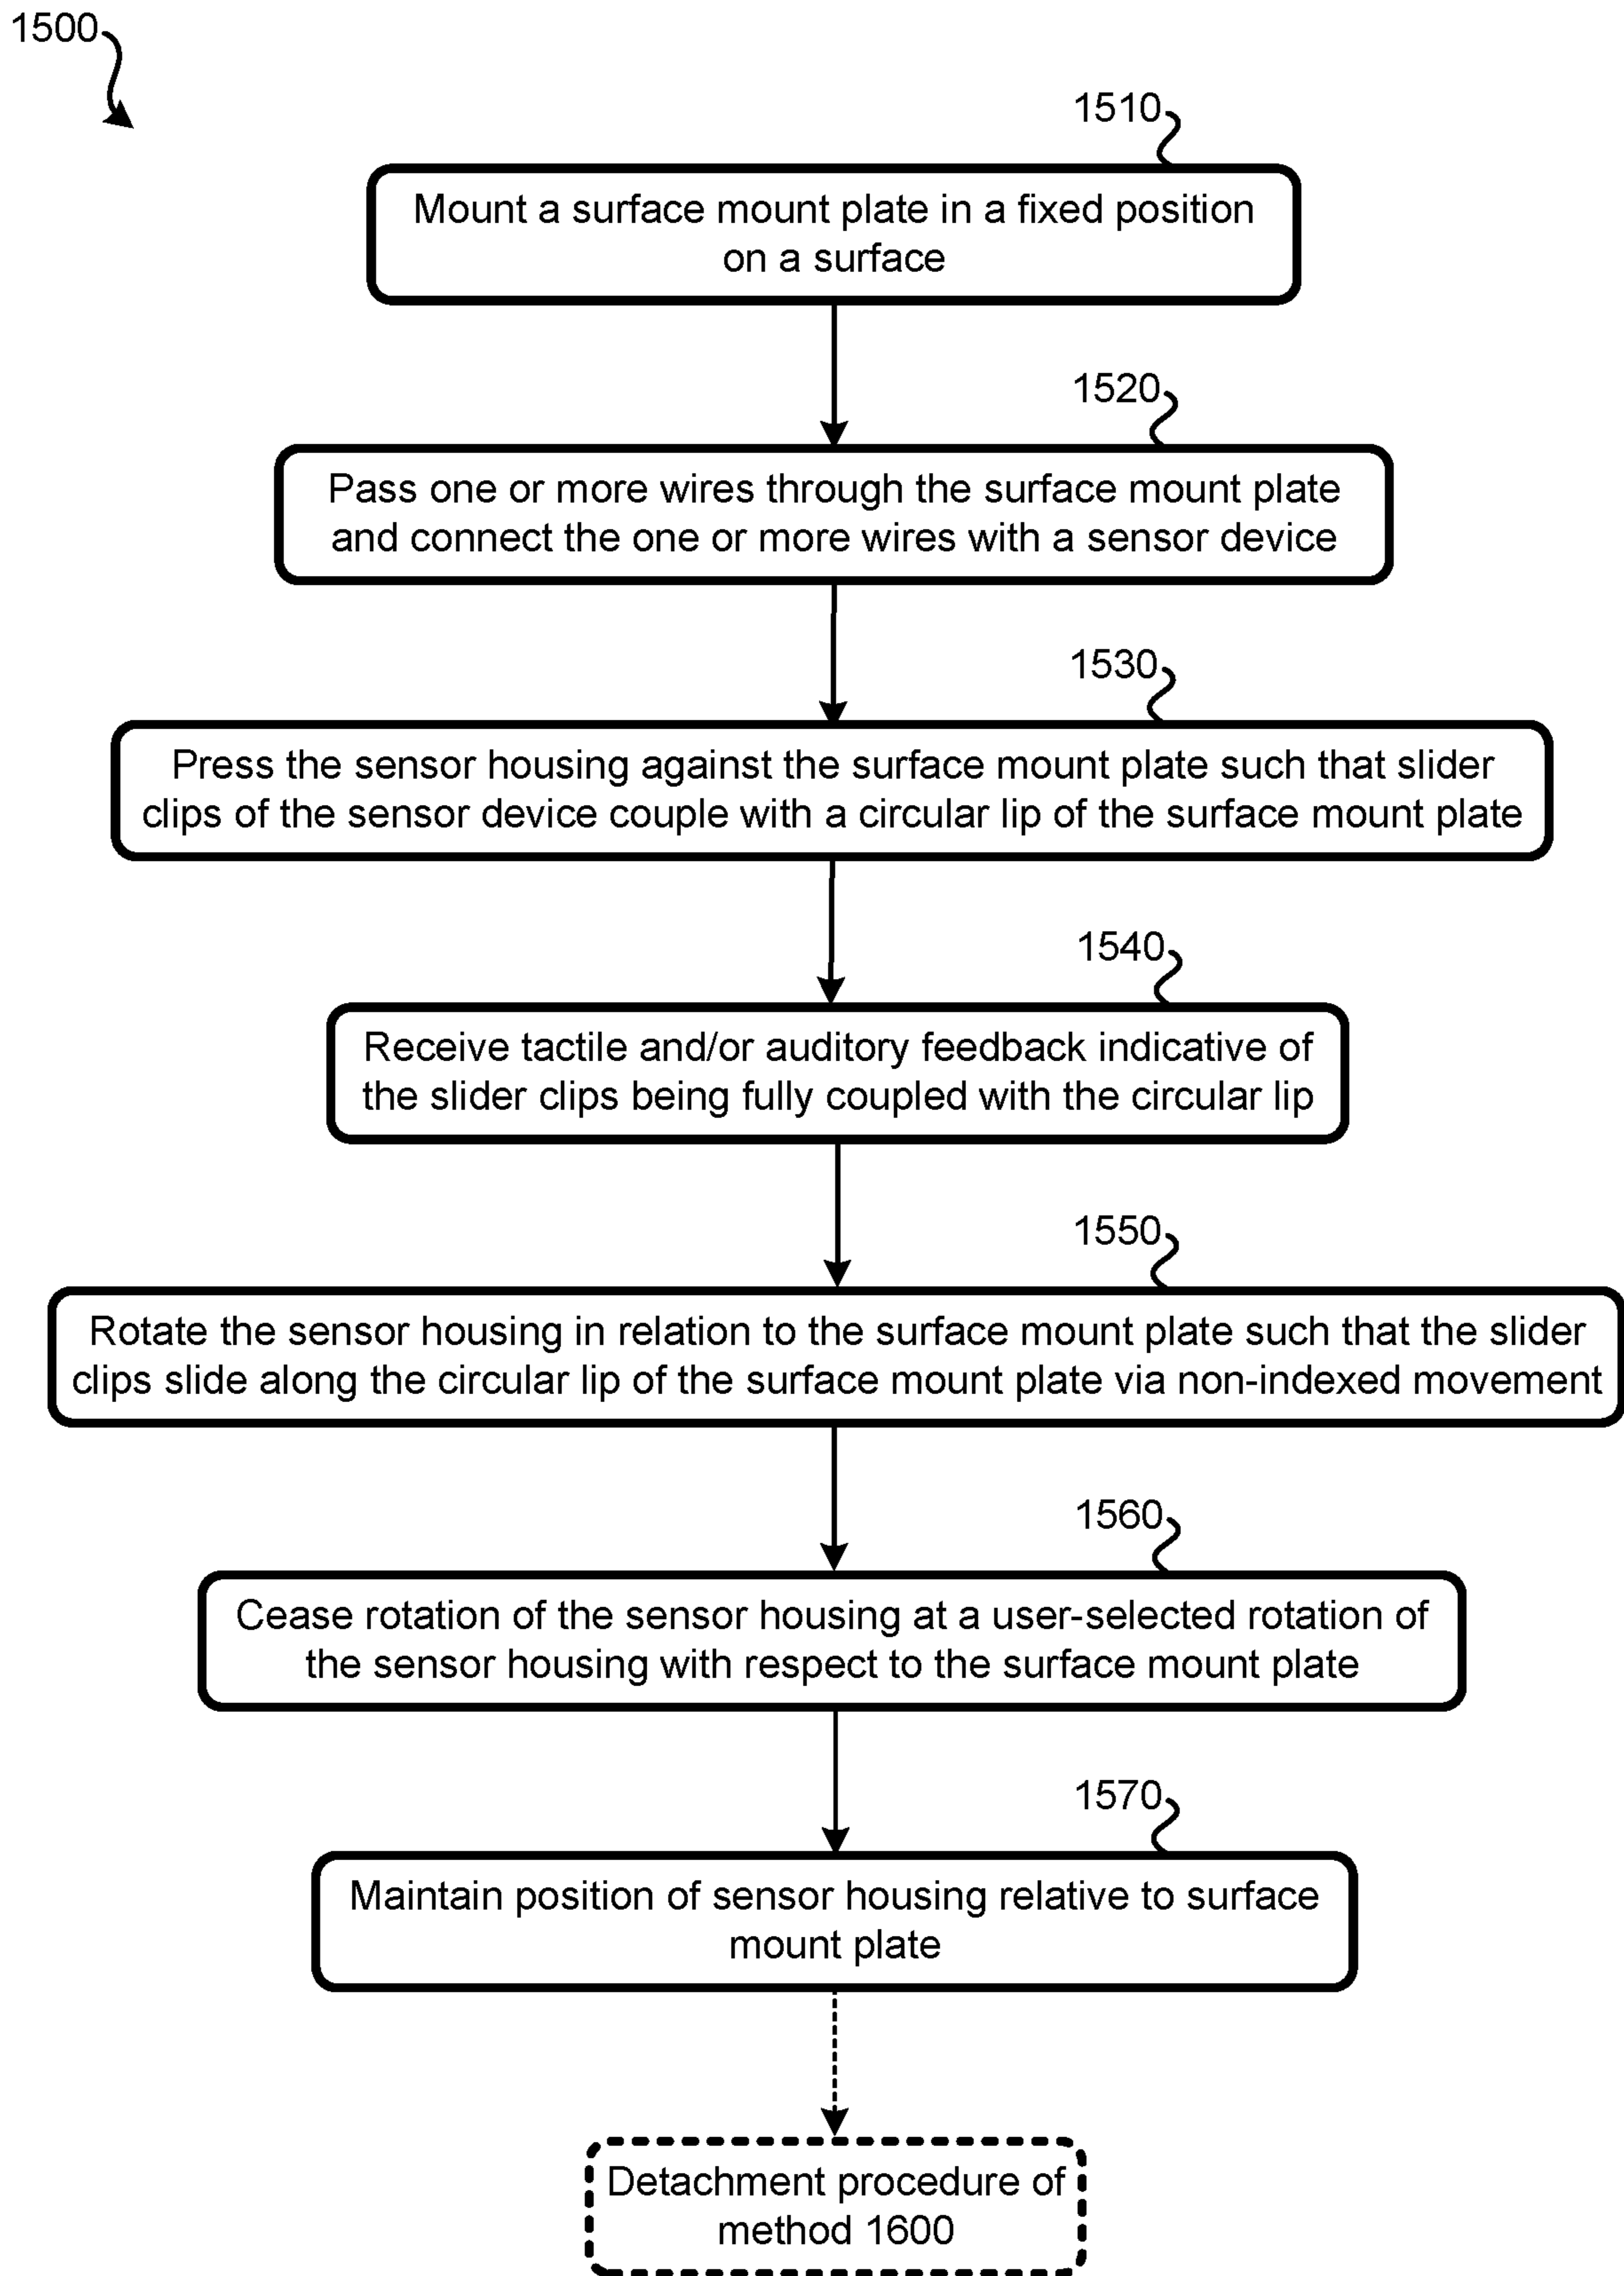 1500
1510
Mount a surface mount plate in a fixed position
on a surface
1520
Pass one or more wires through the surface mount plate
and connect the one or more wires with a sensor device
1530
Press the sensor housing against the surface mount plate such that slider
clips of the sensor device couple with a circular lip of the surface mount plate
1540
Receive tactile and/or auditory feedback indicative of
the slider clips being fully coupled with the circular lip
1550
Rotate the sensor housing in relation to the surface mount plate such that the slider
clips slide along the circular lip of the surface mount plate via non-indexed movement
1560
Cease rotation of the sensor housing at a user-selected rotation of
the sensor housing with respect to the surface mount plate
1570
Maintain position of sensor housing relative to surface
mount plate
Detachment procedure of
method 1600